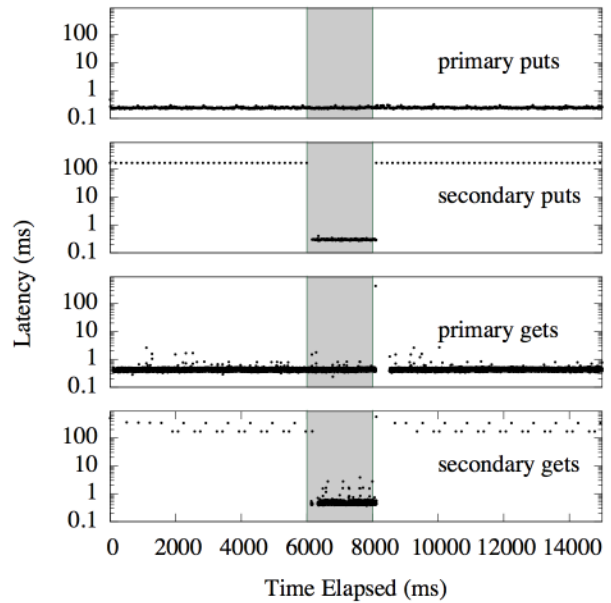 100
10
1
0.1
primary puts
100
10
1
0.1
secondary puts
100
10
1
0.1
primary gets
100
10
1
0.1
secondary gets
Latency (ms)
0 2000 4000 6000 8000 10000 12000 14000
Time Elapsed (ms)